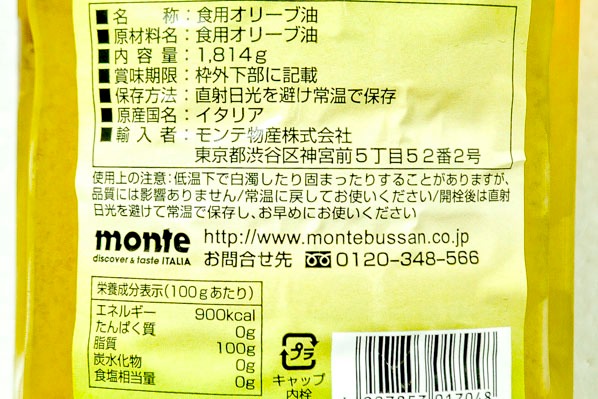 ■名　　称：食用オリーブ油
■原材料名：食用オリーブ油
■内 容 量：1,814g
■賞味期限：枠外下部に記載
■保存方法：直射日光を避け常温で保存
■原産国名：イタリア
■輸 入 者：モンテ物産株式会社
東京都渋谷区神宮前5丁目52番2号
使用上の注意:低温下で白濁したり固まったりすることがありますが、
品質には影響ありません/常温に戻してお使いください/開栓後は直射
日光を避けて常温で保存し、お早めにお使いください
monte http://www.montebussan.co.jp
discover & taste ITALIA お問合せ先 0120-348-566
栄養成分表示(100gあたり)
エネルギー 900kcal
たんぱく質 0g
脂質 100g
炭水化物 0g
食塩相当量 0g
プラ
キャップ
内栓